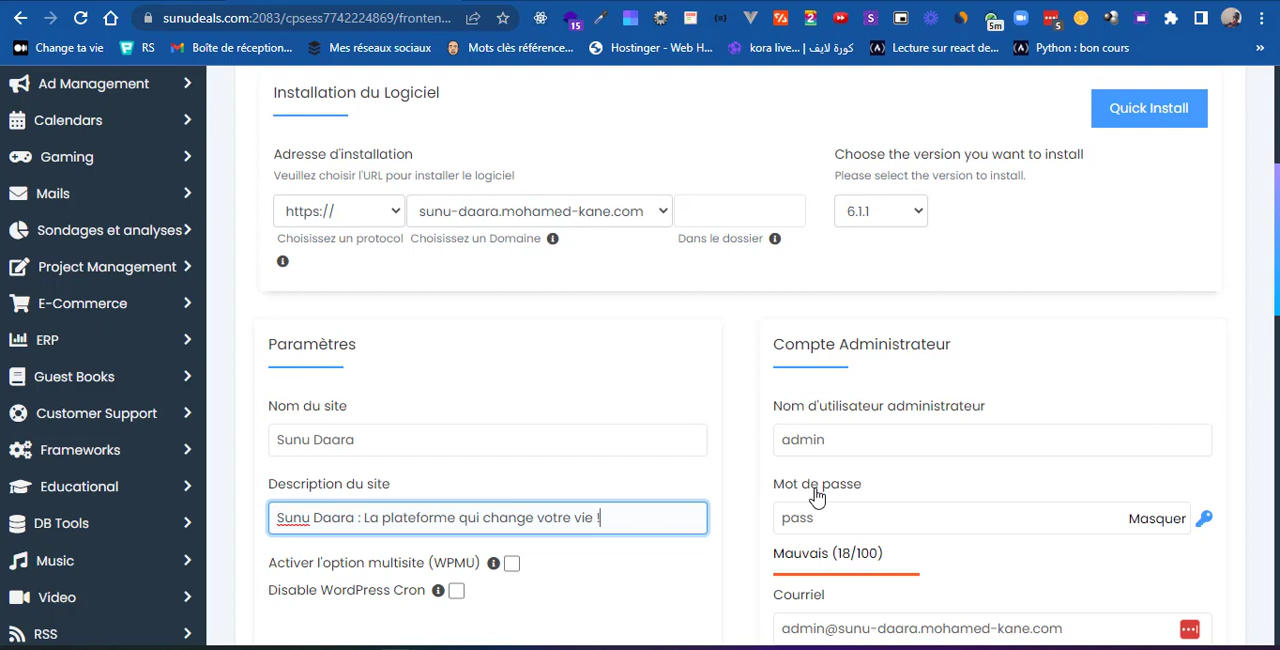 sunudeals.com:2083/cpsess7742224869/fronten...
15
2
S
5m
5
Change ta vie
RS
Boîte de réception...
Mes réseaux sociaux
Mots clés référence...
Hostinger - Web H...
kora live... | كورة لايف
Lecture sur react de...
Python : bon cours
»
Ad Management
Calendars
Gaming
Mails
Sondages et analyses
Project Management
E-Commerce
ERP
Guest Books
Customer Support
Frameworks
Educational
DB Tools
Music
Video
RSS
Installation du Logiciel
Quick Install
Adresse d'installation
Veuillez choisir l'URL pour installer le logiciel
https://
sunu-daara.mohamed-kane.com
Choisissez un protocol
Choisissez un Domaine
Dans le dossier
Choose the version you want to install
Please select the version to install.
6.1.1
Paramètres
Nom du site
Sunu Daara
Description du site
Sunu Daara : La plateforme qui change votre vie !
Activer l'option multisite (WPMU)
Disable WordPress Cron
Compte Administrateur
Nom d'utilisateur administrateur
admin
Mot de passe
pass
Masquer
Mauvais (18/100)
Courriel
admin@sunu-daara.mohamed-kane.com